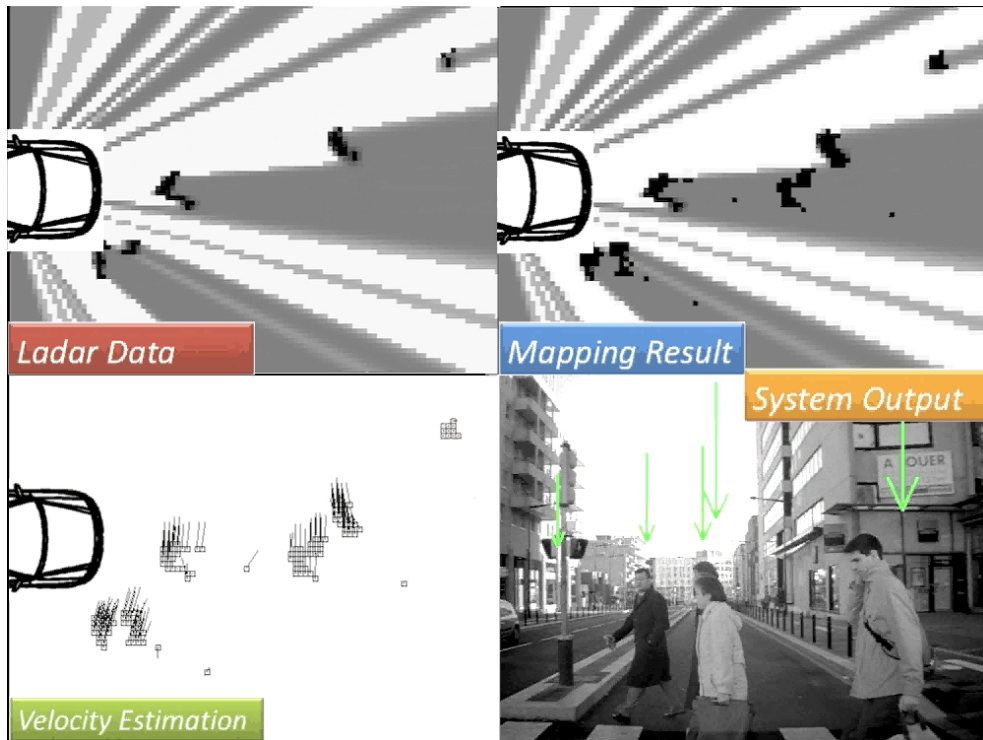 Ladar Data
Mapping Result
System Output
A LOUER
Velocity Estimation